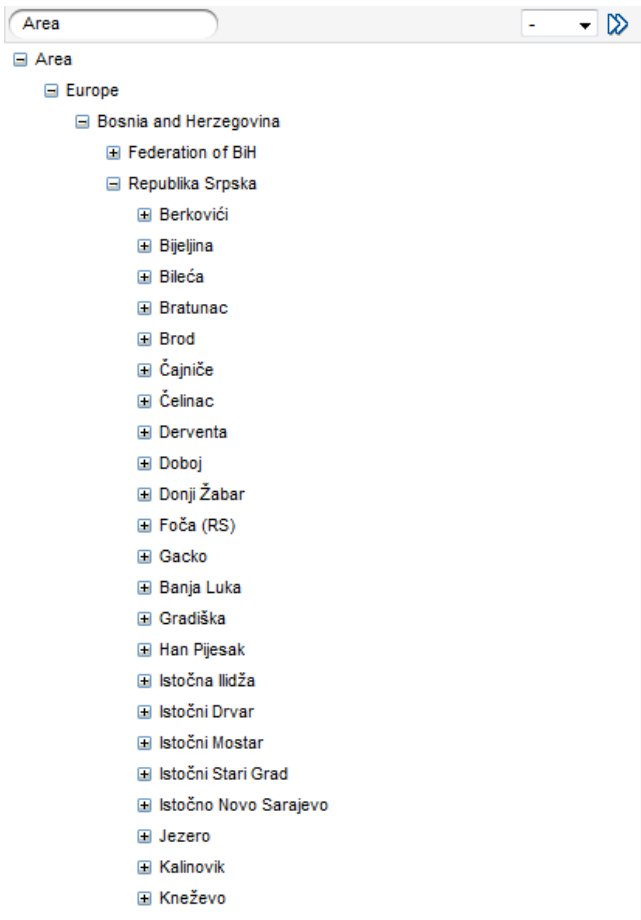 Area
-
Area
Europe
Bosnia and Herzegovina
Federation of BiH
Republika Srpska
Berkovići
Bijeljina
Bileća
Bratunac
Brod
Čajniče
Čelinac
Derventa
Doboj
Donji Žabar
Foča (RS)
Gacko
Banja Luka
Gradiška
Han Pijesak
Istočna Ilidža
Istočni Drvar
Istočni Mostar
Istočni Stari Grad
Istočno Novo Sarajevo
Jezero
Kalinovik
Kneževo